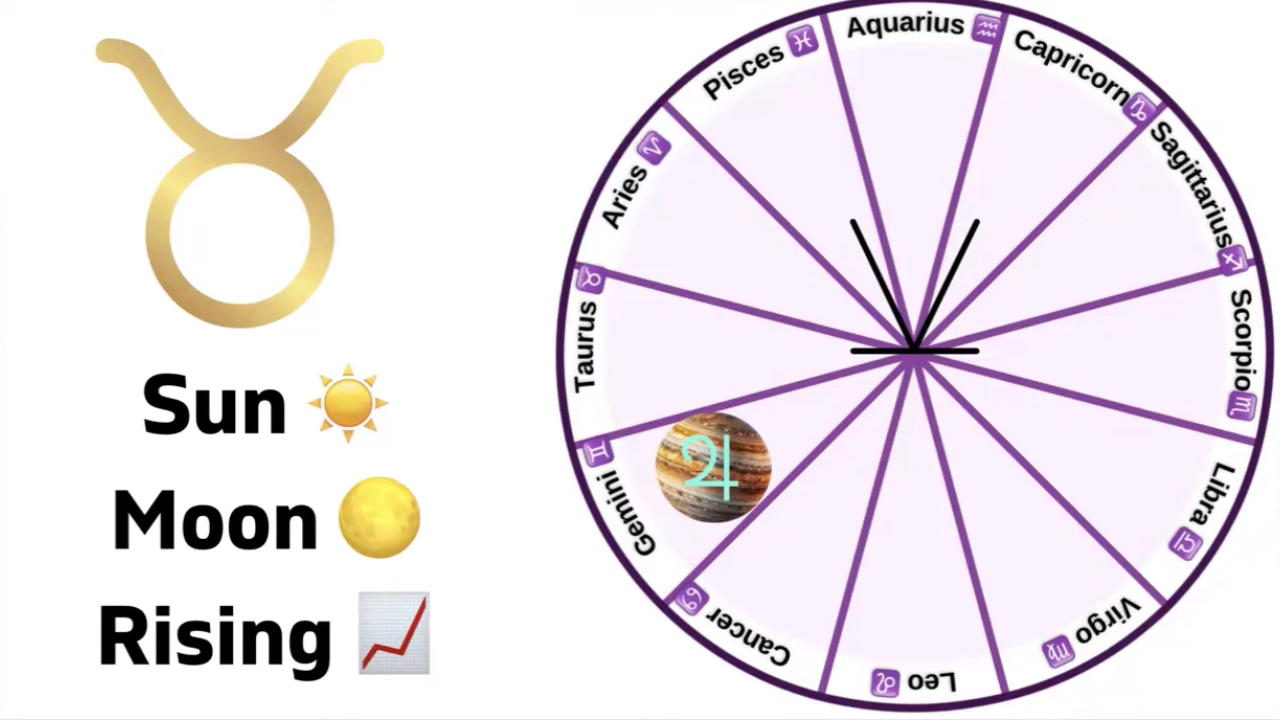 Sun ☀️
Moon 🌕
Rising 📈
Aquarius ♒
Capricorn ♑
Sagittarius ♐
Scorpio ♏
Libra ♎
Virgo ♍
Leo ♌
Cancer ♋
Gemini ♊
Taurus ♉
Aries ♈
Pisces ♓